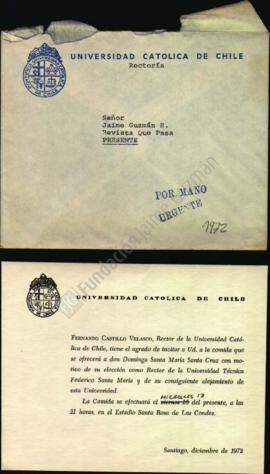 UNIVERSIDAD CATOLICA DE CHILE
Rectoría
Señor
Jaime Guzmán E.
Revista Que Pasa
PRESENTE
POR MANO
URGENTE
1972
UNIVERSIDAD CATOLICA DE CHILE
FERNANDO CASTILLO VELASCO, Rector de la Universidad Cató-
lica de Chile, tiene el agrado de invitar a Ud. a la comida que
se ofrecerá a don Domingo Santa María Santa Cruz con mo-
tivo de su elección como Rector de la Universidad Técnica
Federico Santa María y de su consiguiente alejamiento de
esta Universidad.
MIERCOLES 13
La Comida se efectuará el del presente, a las
21 horas, en el Estadio Santa Rosa de Las Condes.
Santiago, diciembre de 1972
Fundación Jaime Guzmán